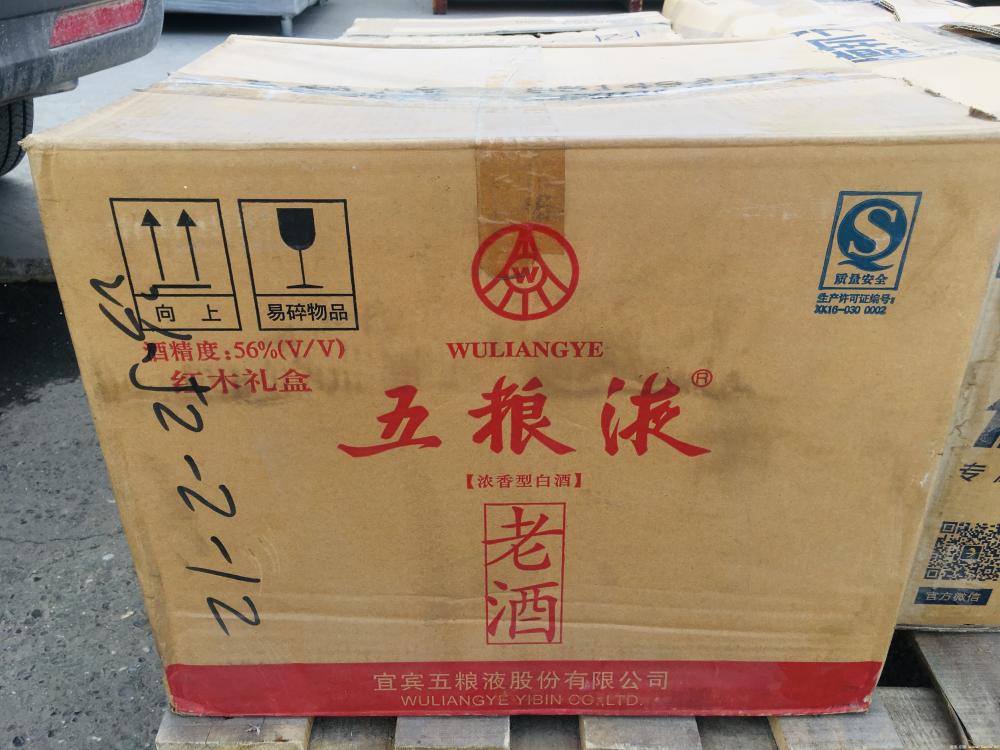 向 上
易碎物品
酒精度:56%(V/V)
红木礼盒
W
WULIANGYE
五粮液®
【浓香型白酒】
老
酒
宜宾五粮液股份有限公司
WULIANGYE YIBIN CO.,LTD.
质量安全
生产许可证编号:
XK16-030 0002
专
官方微信